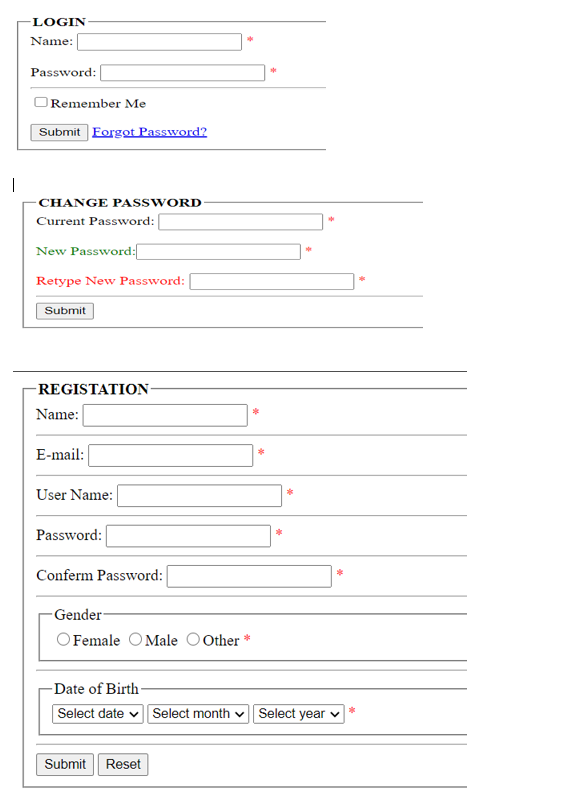 LOGIN
Name: *
Password: *
Remember Me
Submit Forgot Password?
CHANGE PASSWORD
Current Password: *
New Password: *
Retype New Password: *
Submit
REGISTATION
Name: *
E-mail: *
User Name: *
Password: *
Conferm Password: *
Gender
Female Male Other *
Date of Birth
Select date Select month Select year *
Submit Reset